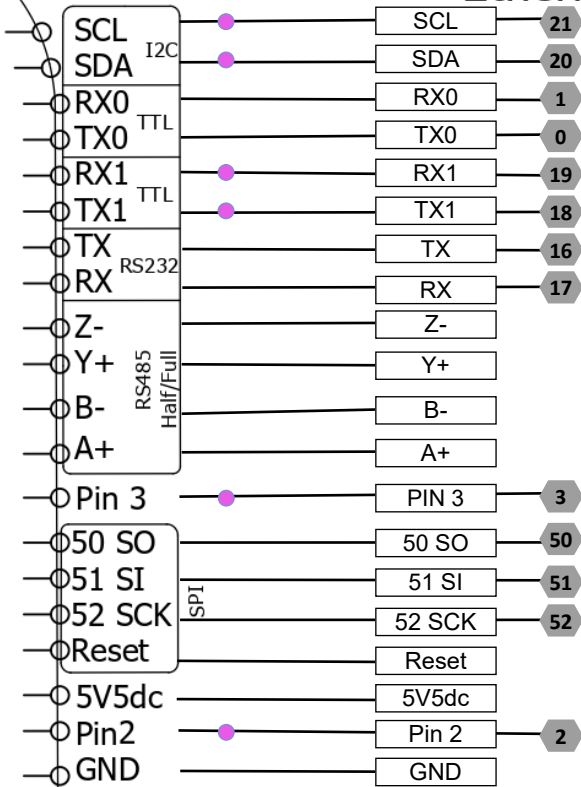 SCL I2C SCL 21
SDA SDA 20
RX0 TTL RX0 1
TX0 TX0 0
RX1 TTL RX1 19
TX1 TX1 18
TX RS232 TX 16
RX RX 17
Z- Z-
Y+ RS485 Half/Full Y+
B- B-
A+ A+
Pin 3 PIN 3 3
50 SO 50 SO 50
51 SI SPI 51 SI 51
52 SCK 52 SCK 52
Reset Reset
5V5dc 5V5dc
Pin2 Pin 2 2
GND GND